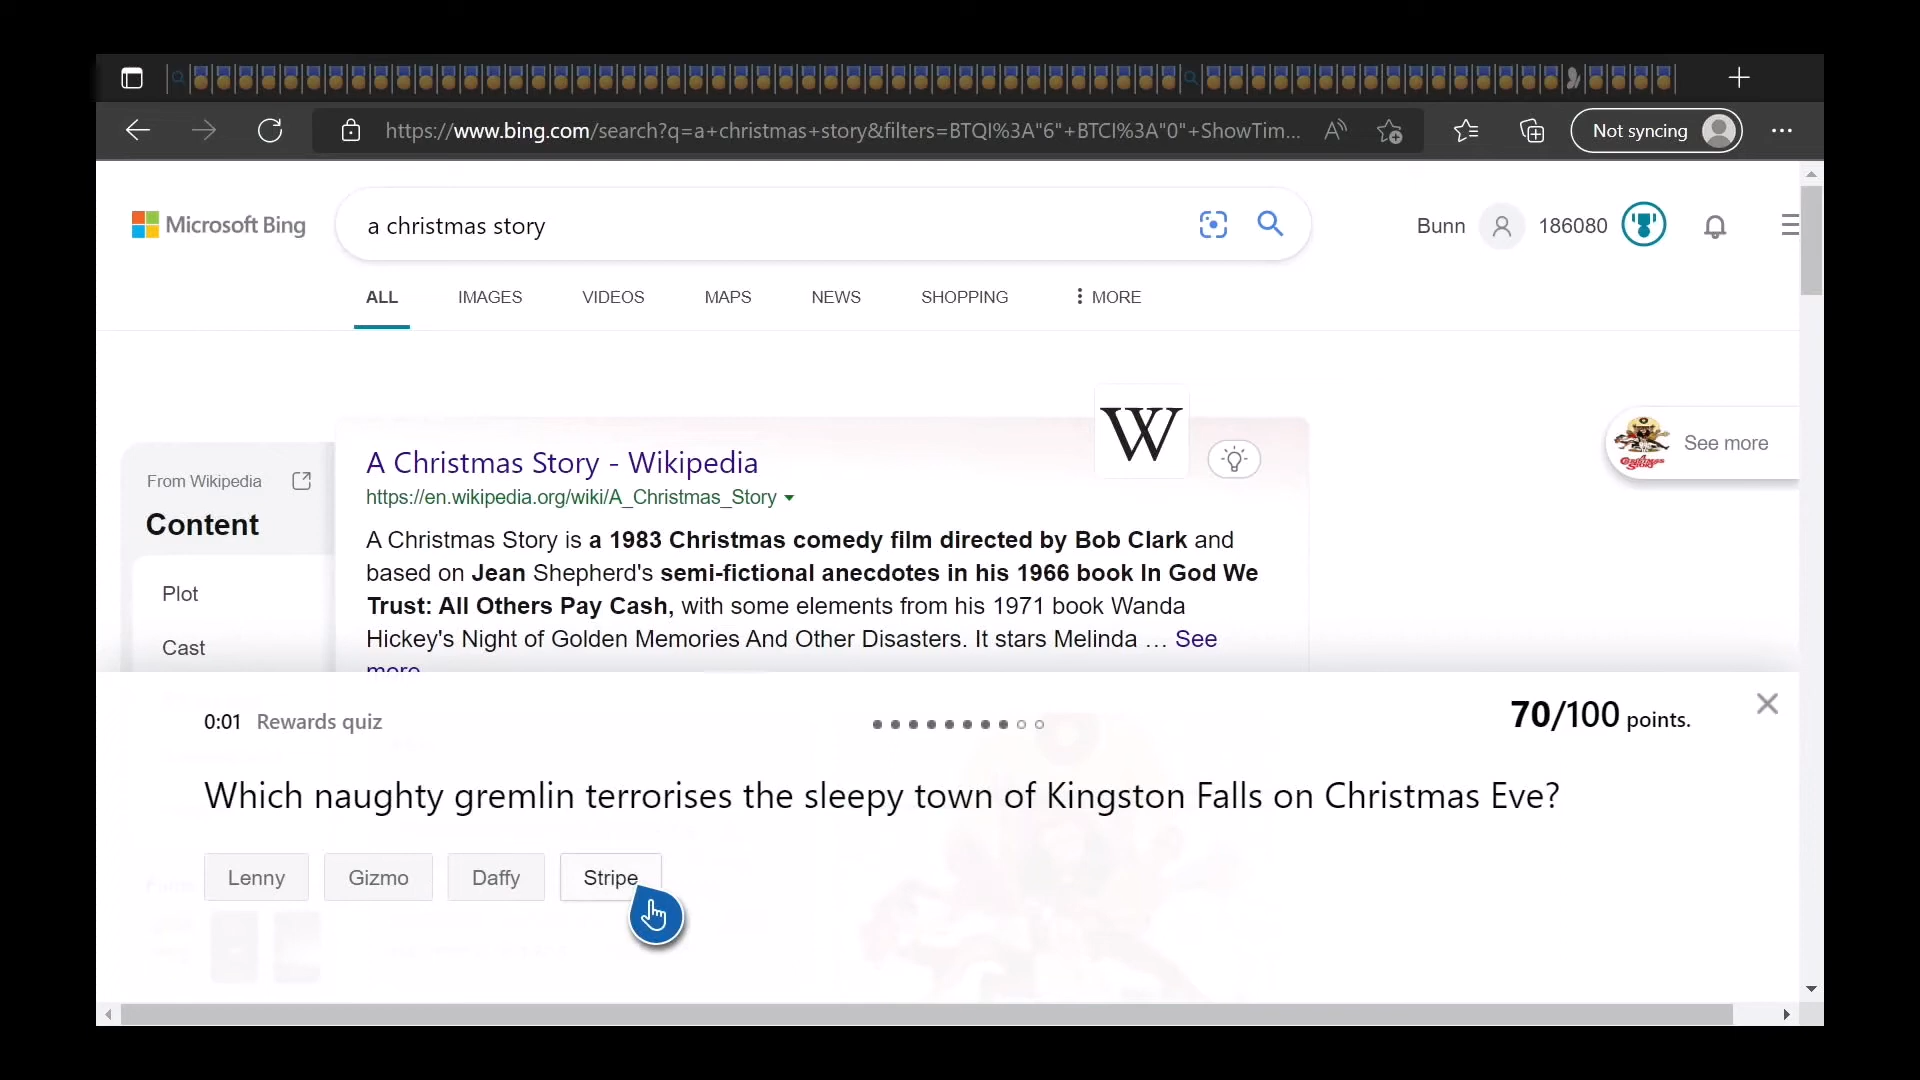 https://www.bing.com/search?q=a+christmas+story&filters=BTQI%3A"6"+BTCI%3A"0"+ShowTim...
Not syncing
Microsoft Bing
a christmas story
Bunn
186080
ALL
IMAGES
VIDEOS
MAPS
NEWS
SHOPPING
MORE
From Wikipedia
Content
Plot
Cast
A Christmas Story - Wikipedia
https://en.wikipedia.org/wiki/A_Christmas_Story
W
A Christmas Story is a 1983 Christmas comedy film directed by Bob Clark and
based on Jean Shepherd's semi-fictional anecdotes in his 1966 book In God We
Trust: All Others Pay Cash, with some elements from his 1971 book Wanda
Hickey's Night of Golden Memories And Other Disasters. It stars Melinda … See
more
See more
0:01 Rewards quiz
70/100 points.
Which naughty gremlin terrorises the sleepy town of Kingston Falls on Christmas Eve?
Lenny
Gizmo
Daffy
Stripe